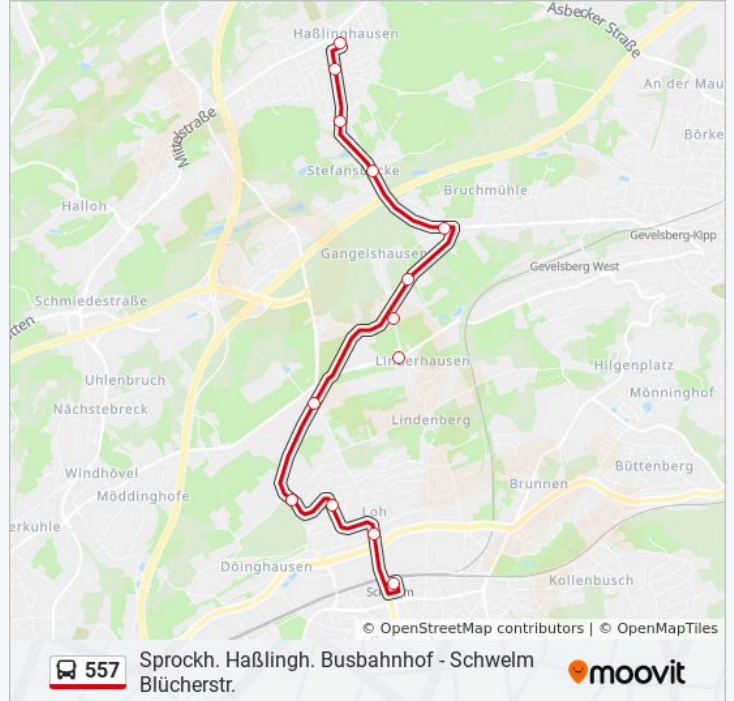 Haßlinghausen
Asbecker Straße
An der Mau
Mittelstraße
Börke
Stefansbecke
Bruchmühle
Halloh
Gevelsberg-Kipp
Gangelshausen
Gevelsberg West
Schmiedestraße
tten
Linderhausen
Hilgenplatz
Uhlenbruch
Mönninghof
Nächstebreck
Lindenberg
Windhövel
Büttenberg
Möddinghofe
Brunnen
Loh
erkuhle
Döinghausen
Kollenbusch
© OpenStreetMap contributors | © OpenMapTiles
557
Sprockh. Haßlingh. Busbahnhof - Schwelm
Blücherstr.
moovit